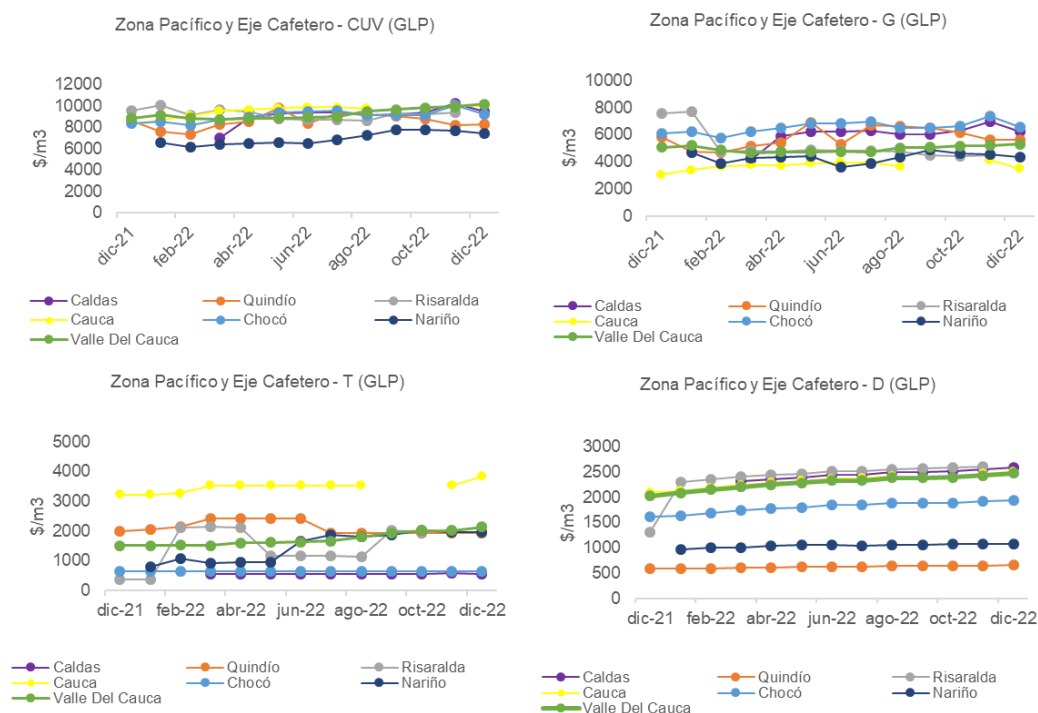 Zona Pacífico y Eje Cafetero - CUV (GLP)
12000
10000
8000
6000
4000
2000
0
$/m3
dic-21
feb-22
abr-22
jun-22
ago-22
oct-22
dic-22
Caldas
Quindío
Risaralda
Cauca
Chocó
Nariño
Valle Del Cauca
Zona Pacífico y Eje Cafetero - G (GLP)
10000
8000
6000
4000
2000
0
$/m3
dic-21
feb-22
abr-22
jun-22
ago-22
oct-22
dic-22
Caldas
Quindío
Risaralda
Cauca
Chocó
Nariño
Valle Del Cauca
Zona Pacífico y Eje Cafetero - T (GLP)
5000
4000
3000
2000
1000
0
$/m3
dic-21
feb-22
abr-22
jun-22
ago-22
oct-22
dic-22
Caldas
Quindío
Risaralda
Cauca
Chocó
Nariño
Valle Del Cauca
Zona Pacífico y Eje Cafetero - D (GLP)
3000
2500
2000
1500
1000
500
0
$/m3
dic-21
feb-22
abr-22
jun-22
ago-22
oct-22
dic-22
Caldas
Quindío
Risaralda
Cauca
Chocó
Nariño
Valle Del Cauca